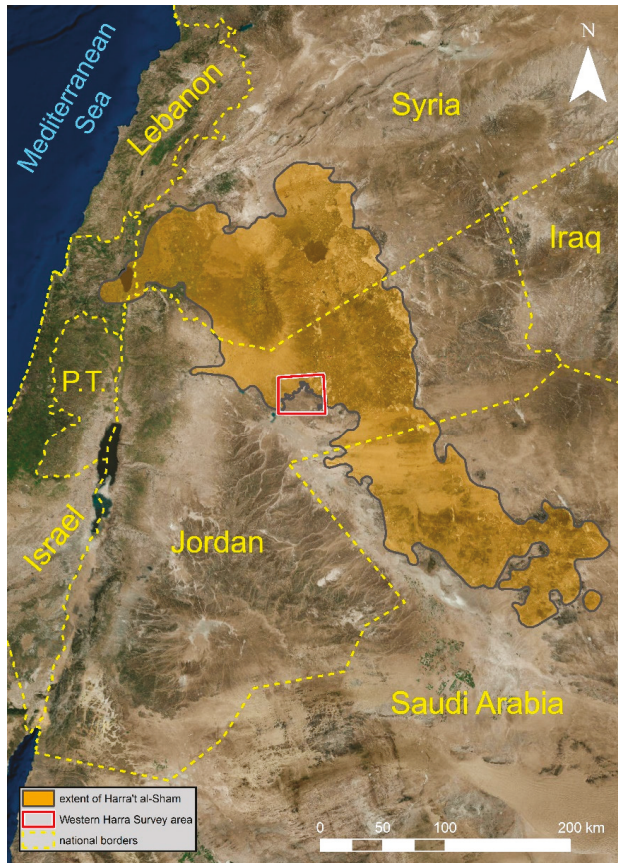 N
Mediterranean
Sea
Lebanon
Syria
Iraq
P.T.
Israel
Jordan
Saudi Arabia
extent of Harra't al-Sham
Western Harra Survey area
national borders
0 50 100 200 km